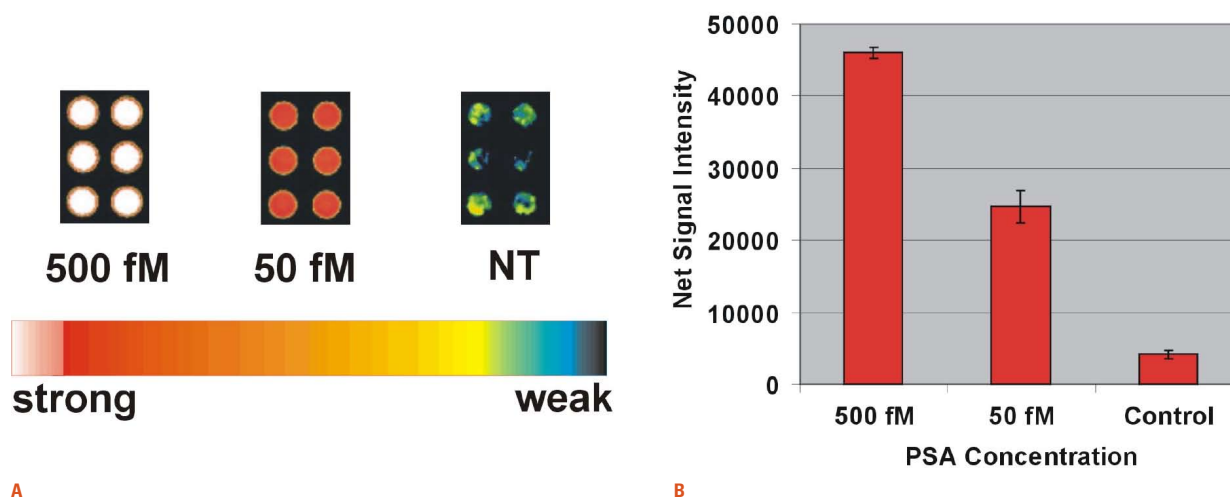 500 fM
50 fM
NT
strong
weak
A
50000
40000
30000
20000
10000
0
Net Signal Intensity
500 fM
50 fM
Control
PSA Concentration
B